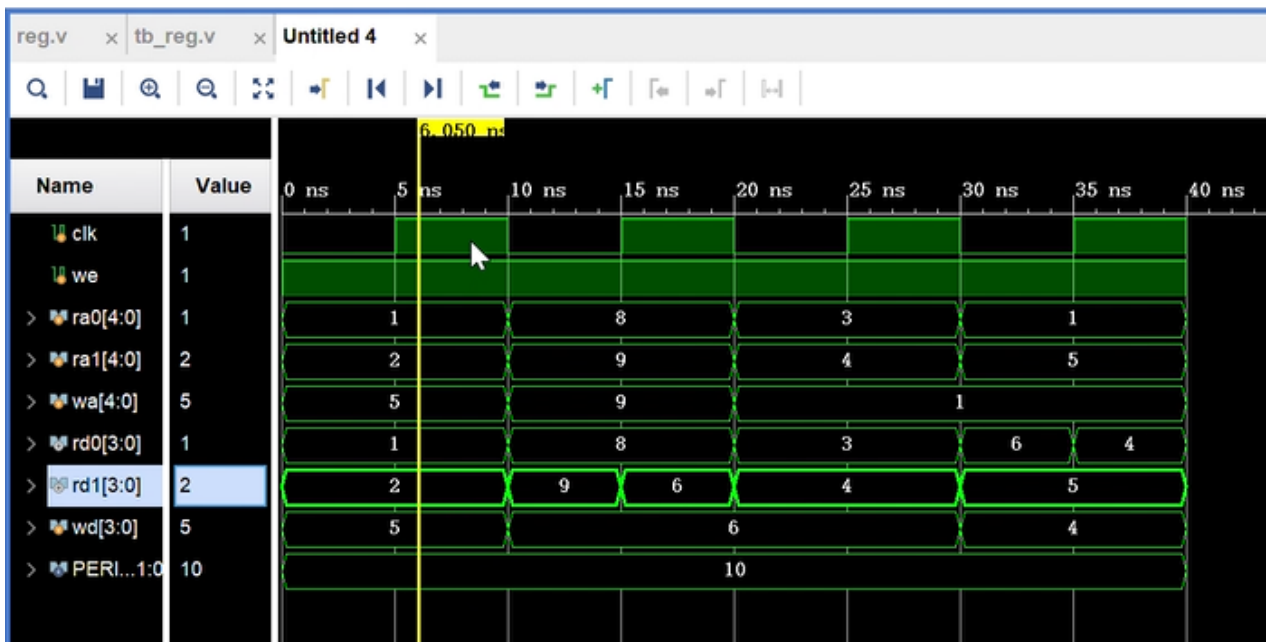 reg.v × tb_reg.v × Untitled 4 ×
6.050 ns
Name Value 0 ns 5 ns 10 ns 15 ns 20 ns 25 ns 30 ns 35 ns 40 ns
clk 1
we 1
> ra0[4:0] 1 1 8 3 1
> ra1[4:0] 2 2 9 4 5
> wa[4:0] 5 5 9 1
> rd0[3:0] 1 1 8 3 6 4
> rd1[3:0] 2 2 9 6 4 5
> wd[3:0] 5 5 6 4
> PERI...1:0 10 10